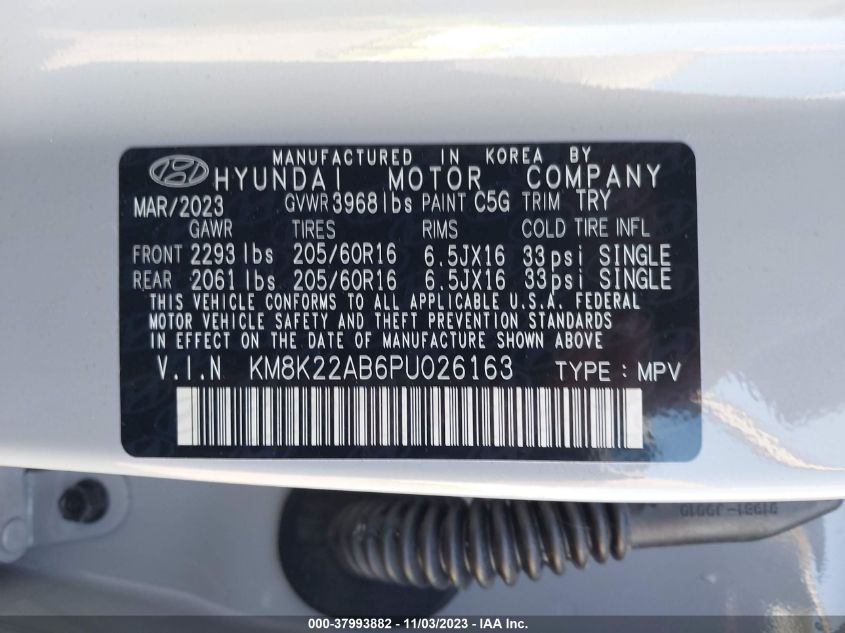 MANUFACTURED IN KOREA BY
HYUNDAI MOTOR COMPANY
MAR/2023 GVWR 3968 lbs PAINT C5G TRIM TRY
GAWR TIRES RIMS COLD TIRE INFL
FRONT 2293 lbs 205/60R16 6.5JX16 33psi SINGLE
REAR 2061 lbs 205/60R16 6.5JX16 33psi SINGLE
THIS VEHICLE CONFORMS TO ALL APPLICABLE U.S.A. FEDERAL
MOTOR VEHICLE SAFETY AND THEFT PREVENTION STANDARDS
IN EFFECT ON THE DATE OF MANUFACTURE SHOWN ABOVE
V.I.N KM8K22AB6PU026163 TYPE : MPV
000-37993882 - 11/03/2023 - IAA Inc.